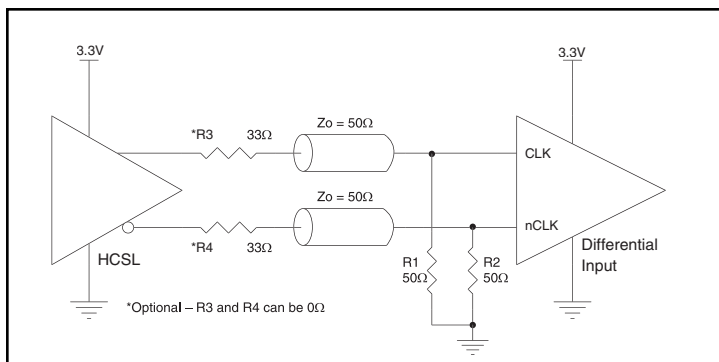 3.3V
3.3V
*R3 33Ω
Zo = 50Ω
CLK
Zo = 50Ω
nCLK
HCSL
*R4 33Ω
R1
50Ω
R2
50Ω
Differential
Input
*Optional – R3 and R4 can be 0Ω